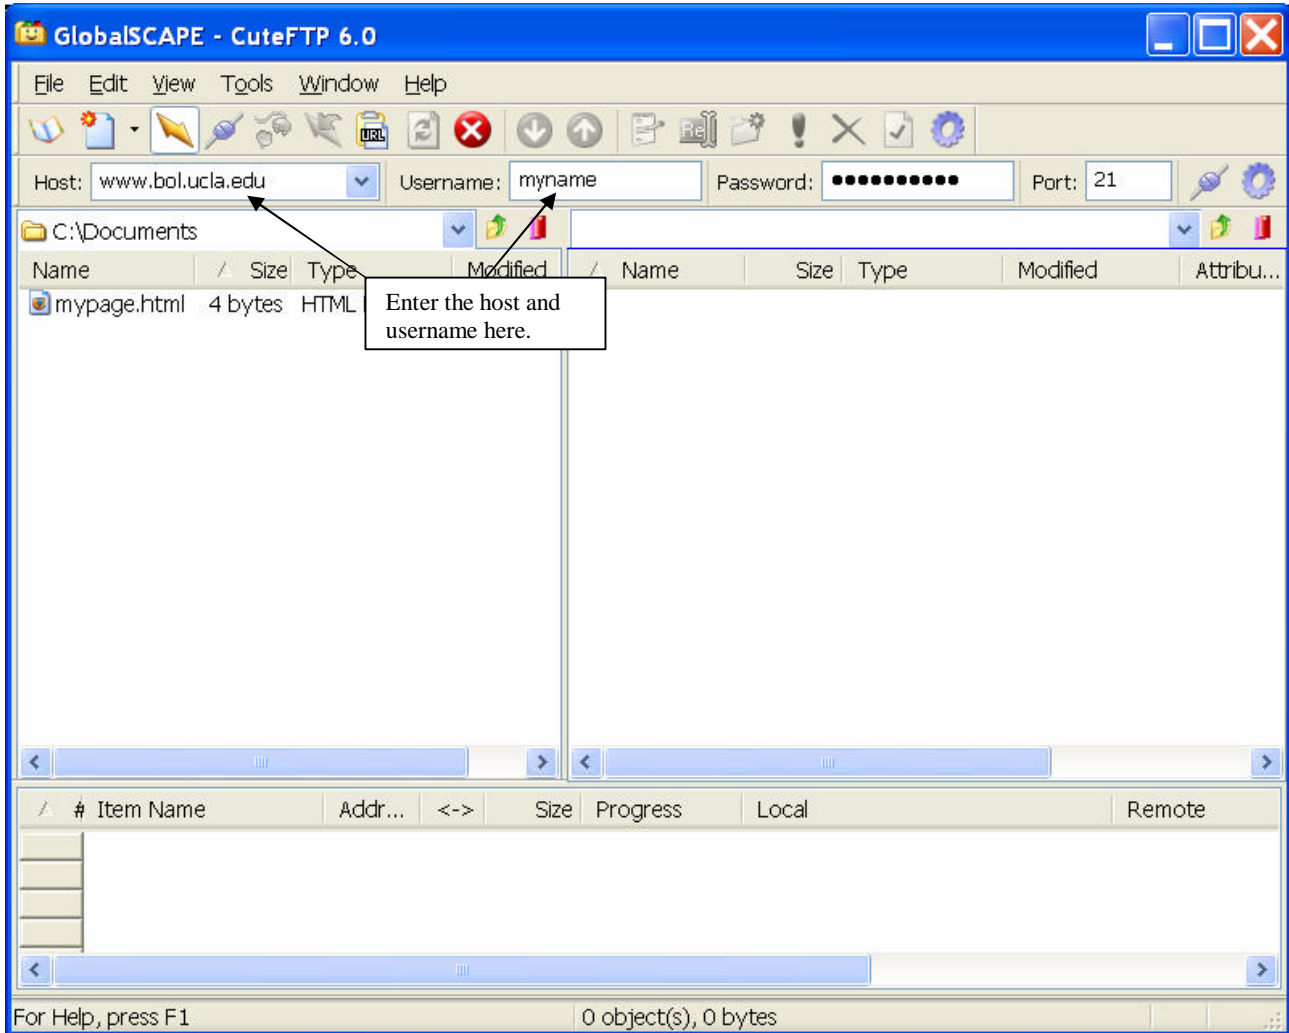 GlobalSCAPE - CuteFTP 6.0
File Edit View Tools Window Help
URL
Host: www.bol.ucla.edu Username: myname Password: ●●●●●●●●●● Port: 21
C:\Documents
Name Size Type Modified Name Size Type Modified Attribu...
mypage.html 4 bytes HTML
Enter the host and
username here.
# Item Name Addr... <-> Size Progress Local Remote
For Help, press F1 0 object(s), 0 bytes